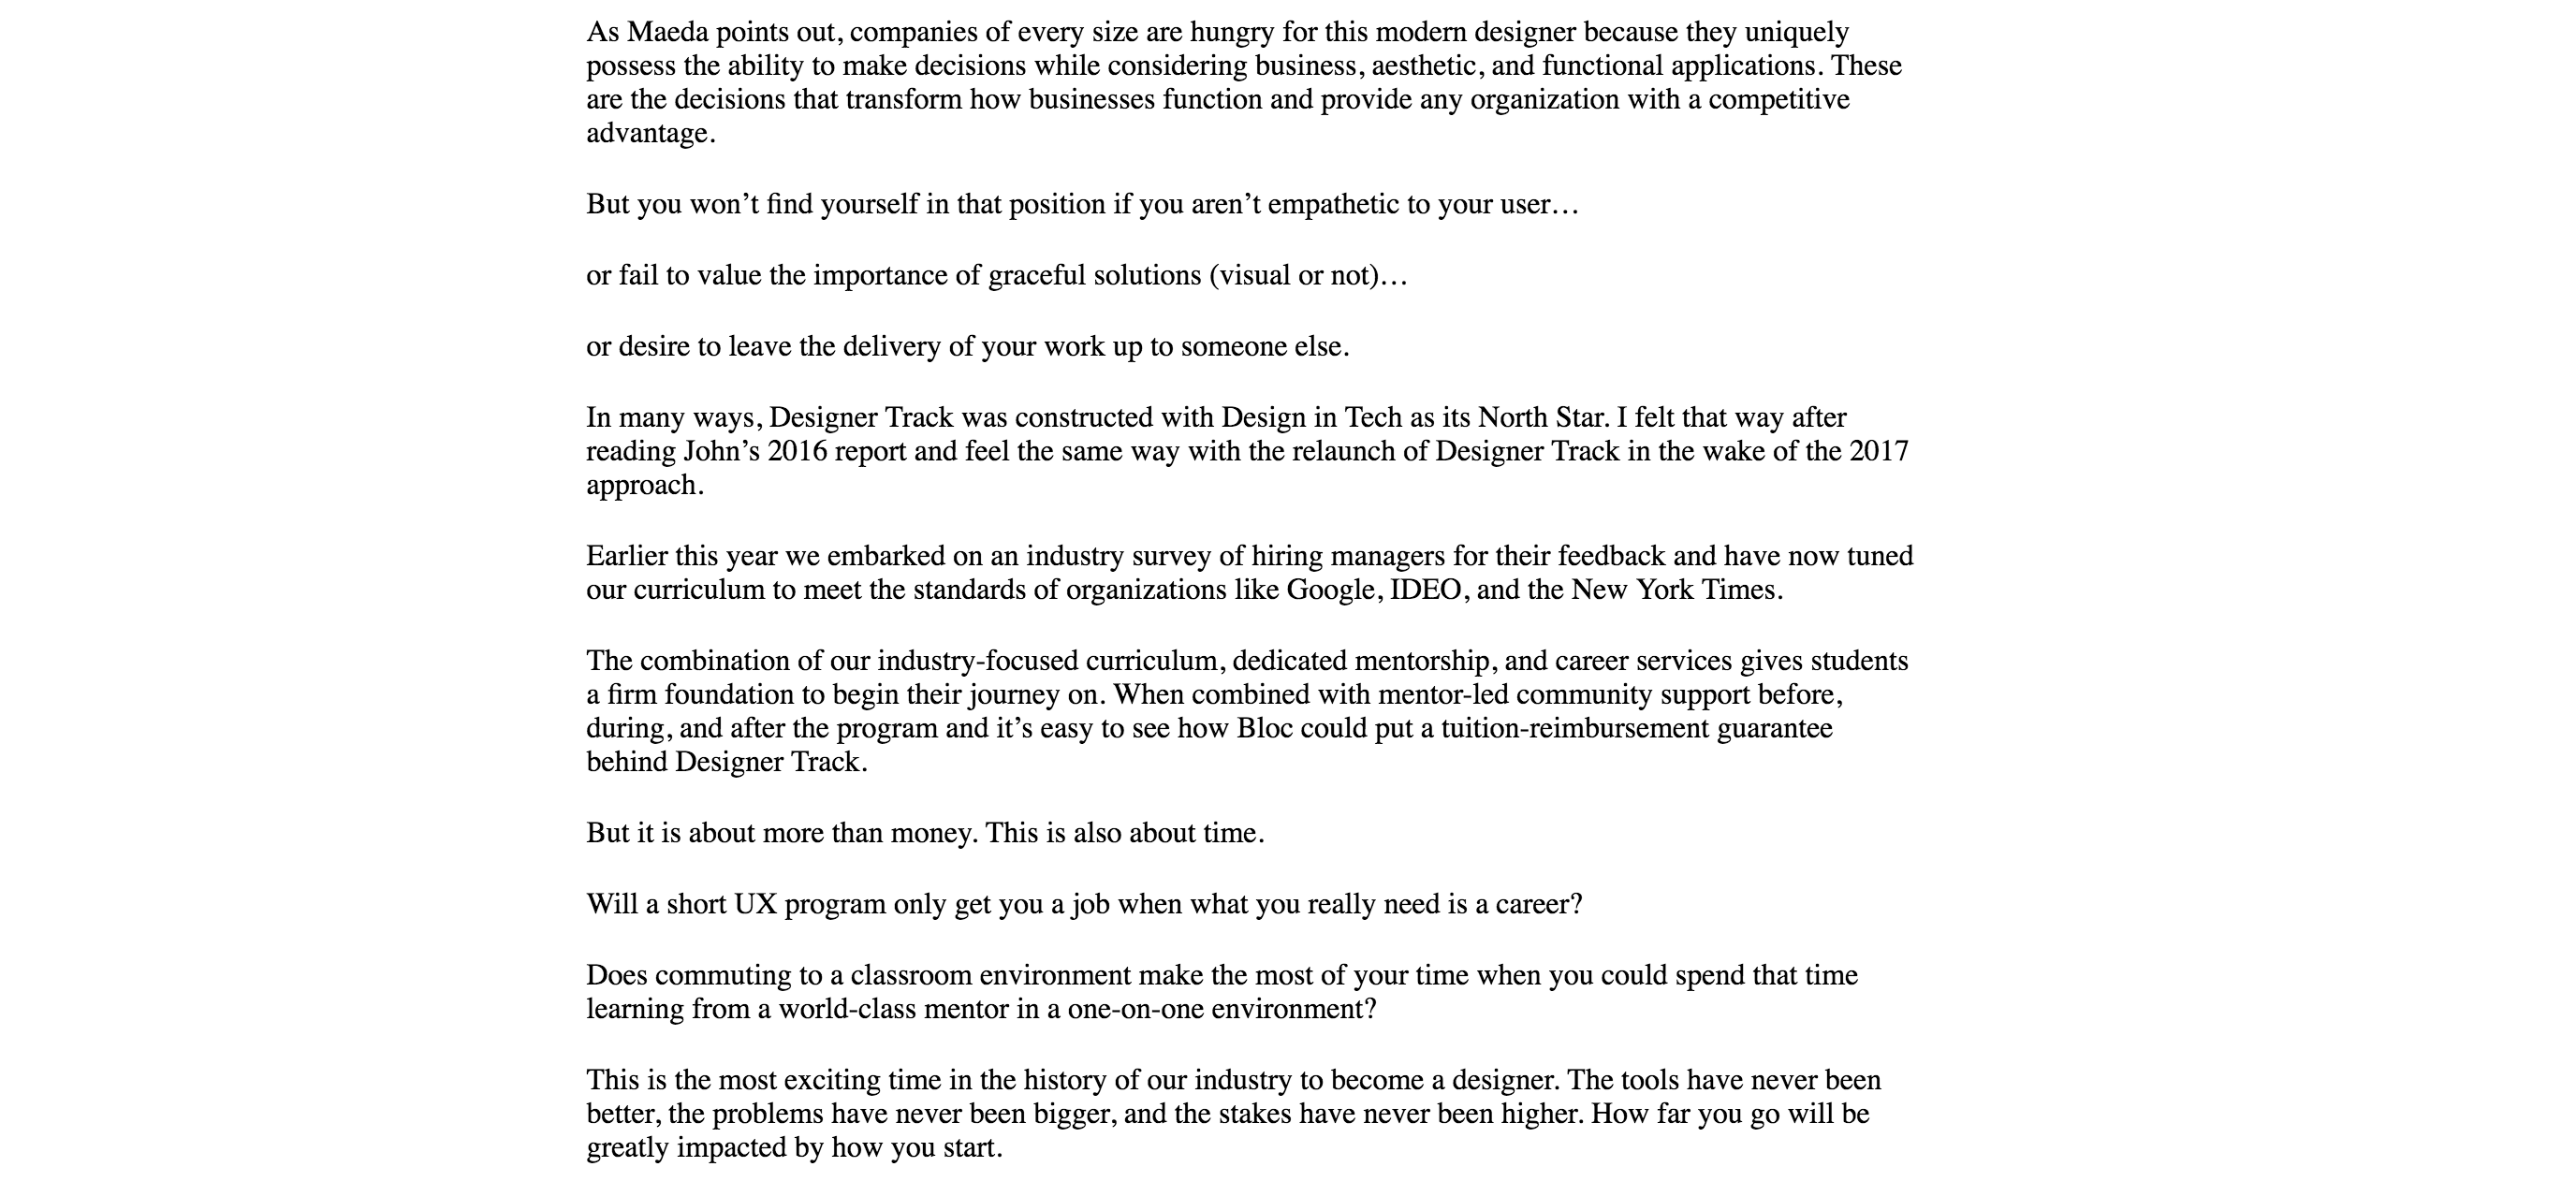 As Maeda points out, companies of every size are hungry for this modern designer because they uniquely
possess the ability to make decisions while considering business, aesthetic, and functional applications. These
are the decisions that transform how businesses function and provide any organization with a competitive
advantage.
But you won’t find yourself in that position if you aren’t empathetic to your user…
or fail to value the importance of graceful solutions (visual or not)…
or desire to leave the delivery of your work up to someone else.
In many ways, Designer Track was constructed with Design in Tech as its North Star. I felt that way after
reading John’s 2016 report and feel the same way with the relaunch of Designer Track in the wake of the 2017
approach.
Earlier this year we embarked on an industry survey of hiring managers for their feedback and have now tuned
our curriculum to meet the standards of organizations like Google, IDEO, and the New York Times.
The combination of our industry-focused curriculum, dedicated mentorship, and career services gives students
a firm foundation to begin their journey on. When combined with mentor-led community support before,
during, and after the program and it’s easy to see how Bloc could put a tuition-reimbursement guarantee
behind Designer Track.
But it is about more than money. This is also about time.
Will a short UX program only get you a job when what you really need is a career?
Does commuting to a classroom environment make the most of your time when you could spend that time
learning from a world-class mentor in a one-on-one environment?
This is the most exciting time in the history of our industry to become a designer. The tools have never been
better, the problems have never been bigger, and the stakes have never been higher. How far you go will be
greatly impacted by how you start.